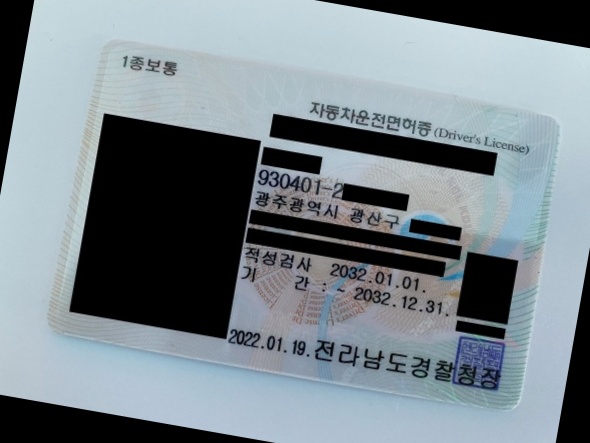 1종보통
자동차운전면허증 (Driver's License)
930401-2
광주광역시 광산구
적성검사 2032.01.01.
기 간 : ~ 2032.12.31.
2022.01.19. 전라남도경찰청장